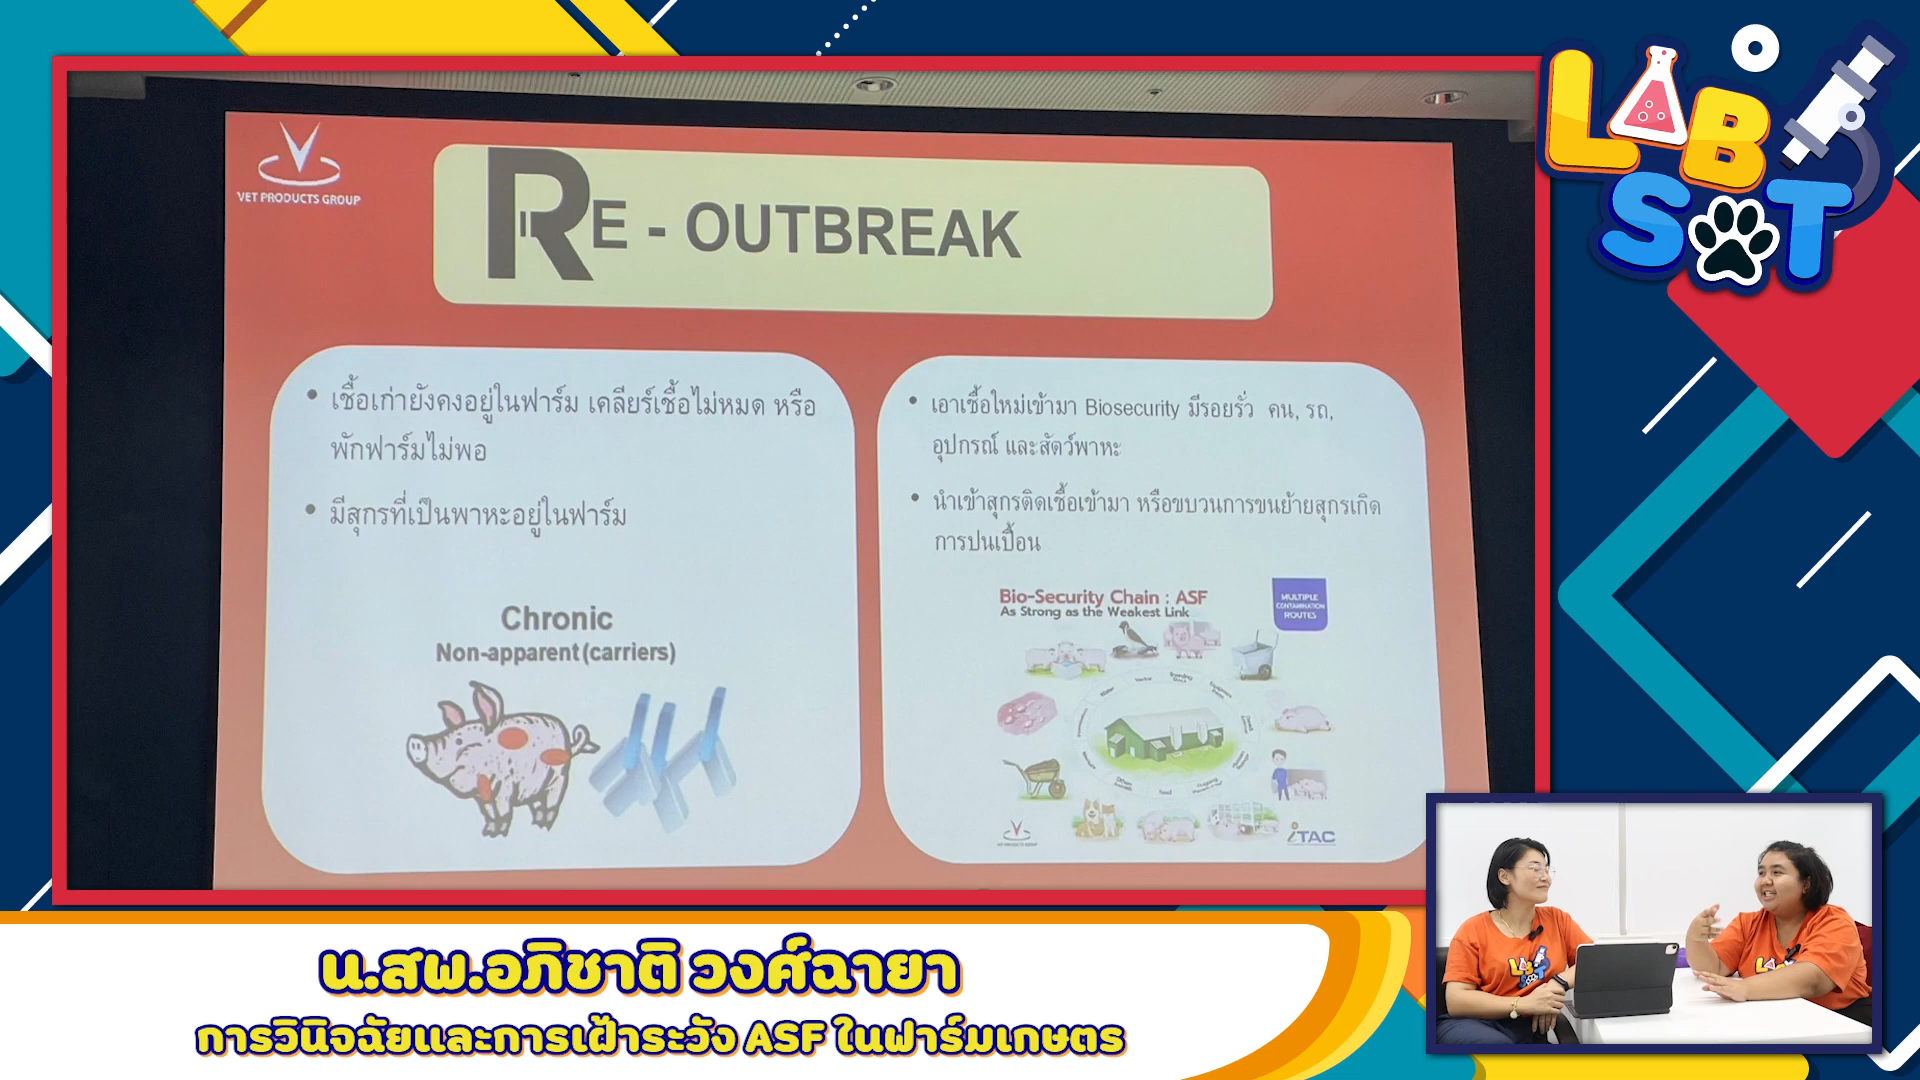 LAB
SOT
VET PRODUCTS GROUP
RE - OUTBREAK
• เชื้อเก่ายังคงอยู่ในฟาร์ม เคลียร์เชื้อไม่หมด หรือ
พักฟาร์มไม่พอ
• มีสุกรที่เป็นพาหะอยู่ในฟาร์ม
Chronic
Non-apparent (carriers)
• เอาเชื้อใหม่เข้ามา Biosecurity มีรอยรั่ว คน, รถ,
อุปกรณ์ และสัตว์พาหะ
• นำเข้าสุกรติดเชื้อเข้ามา หรือขบวนการขนย้ายสุกรเกิด
การปนเปื้อน
Bio-Security Chain : ASF
As Strong as the Weakest Link
MULTIPLE
CONTAMINATION
ROUTES
Water
Vector
Feed
VET PRODUCTS GROUP
iTAC
น.สพ.อภิชาติ วงศ์ฉายา
การวินิจฉัยและการเฝ้าระวัง ASF ในฟาร์มเกษตร